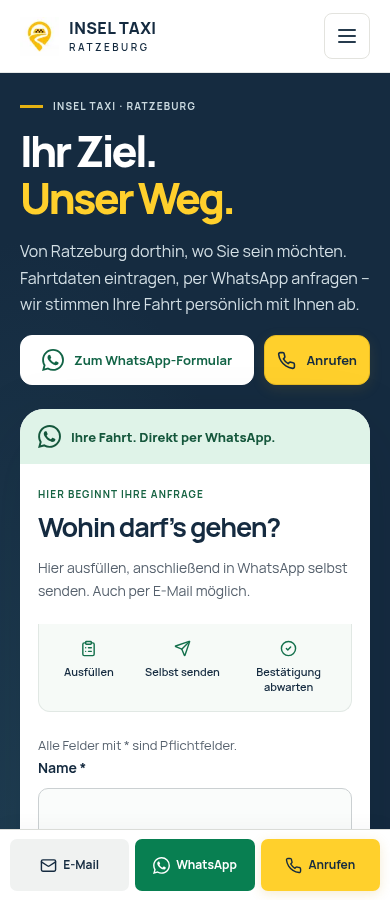 INSEL TAXI
RATZEBURG
INSEL TAXI · RATZEBURG
Ihr Ziel.
Unser Weg.
Von Ratzeburg dorthin, wo Sie sein möchten.
Fahrtdaten eintragen, per WhatsApp anfragen –
wir stimmen Ihre Fahrt persönlich mit Ihnen ab.
Zum WhatsApp-Formular
Anrufen
Ihre Fahrt. Direkt per WhatsApp.
HIER BEGINNT IHRE ANFRAGE
Wohin darf’s gehen?
Hier ausfüllen, anschließend in WhatsApp selbst
senden. Auch per E-Mail möglich.
Ausfüllen
Selbst senden
Bestätigung
abwarten
Alle Felder mit * sind Pflichtfelder.
Name *
E-Mail
WhatsApp
Anrufen